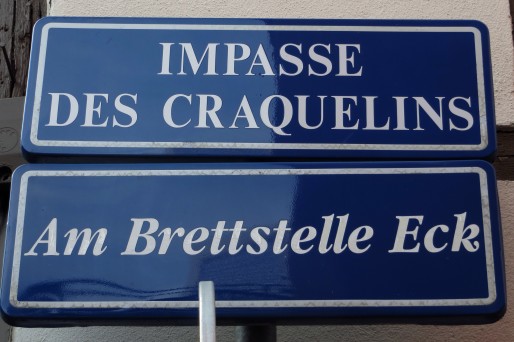 IMPASSE
DES CRAQUELINS
Am Brettstelle Eck